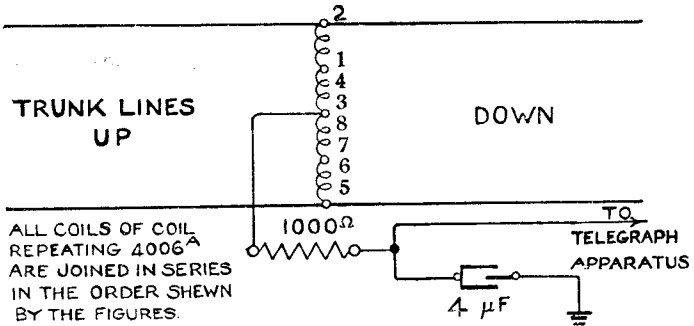 2
1
4
3
8
7
6
5
TRUNK LINES
UP
DOWN
1000Ω
TO
TELEGRAPH
APPARATUS
4 µF
ALL COILS OF COIL
REPEATING 4006A
ARE JOINED IN SERIES
IN THE ORDER SHEWN
BY THE FIGURES.